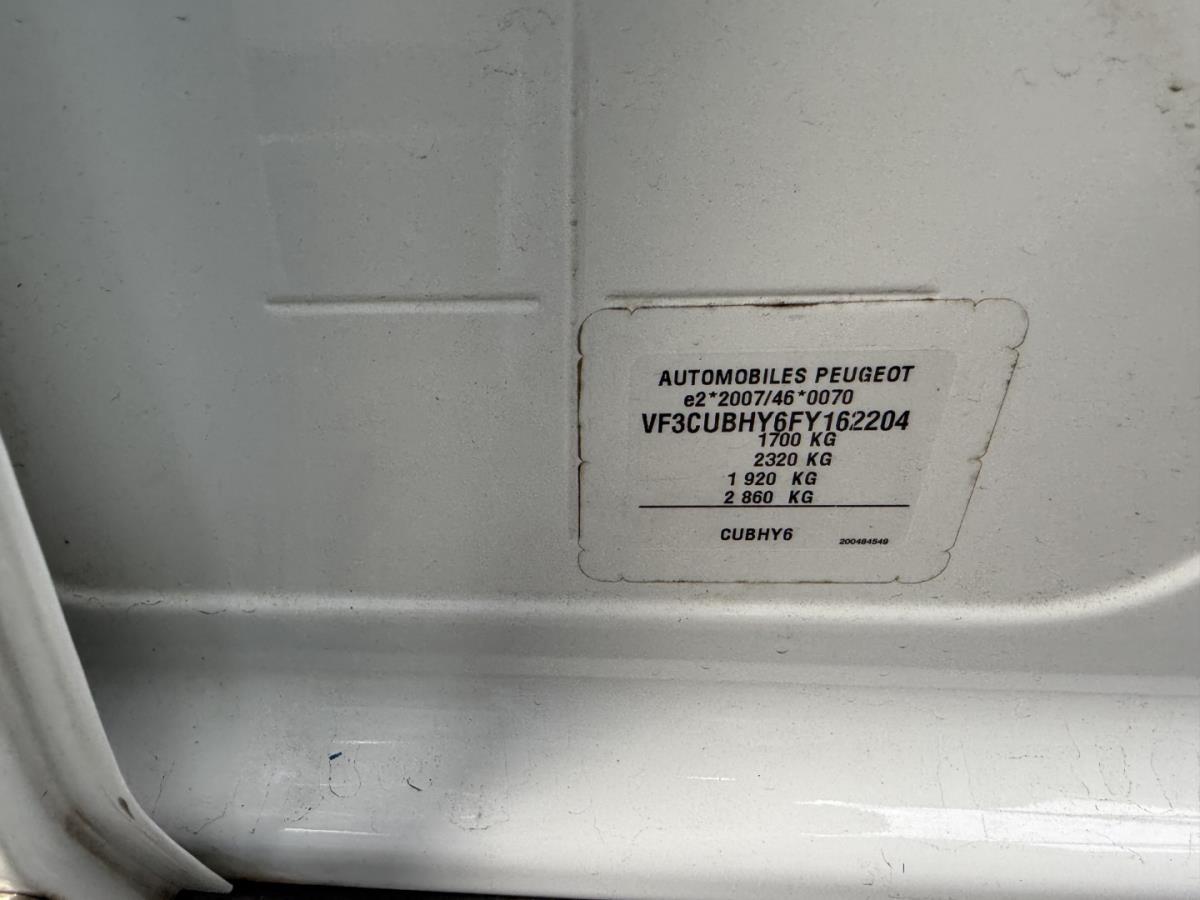 AUTOMOBILES PEUGEOT
e2*2007/46*0070
VF3CUBHY6FY162204
1700 KG
2320 KG
1 920 KG
2 860 KG
CUBHY6 200484549